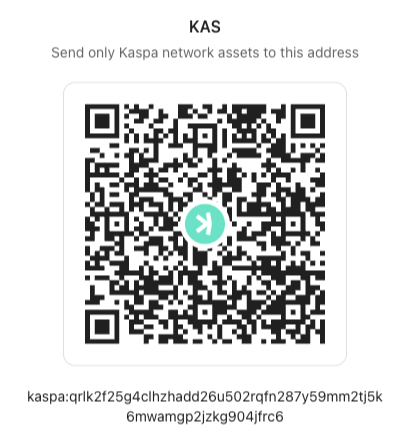 KAS
Send only Kaspa network assets to this address
kaspa:qrlk2f25g4clhzhadd26u502rqfn287y59mm2tj5k
6mwamgp2jzkg904jfrc6